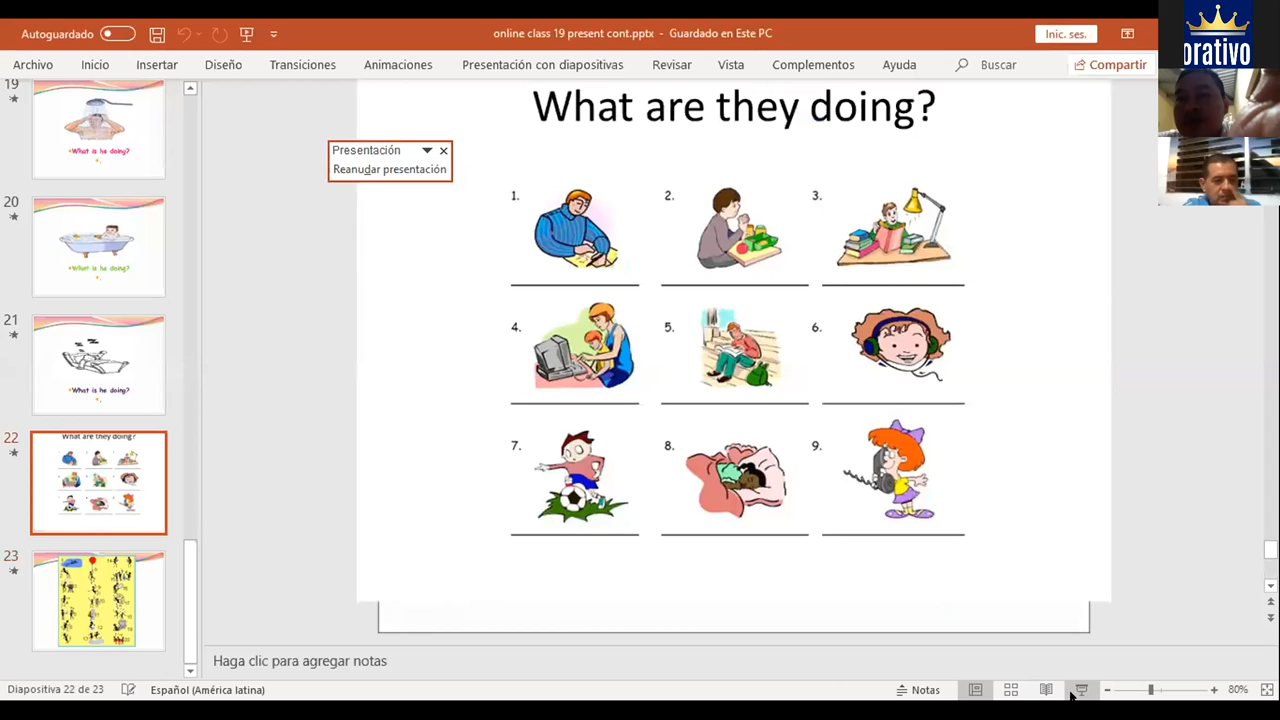 Autoguardado
online class 19 present cont.pptx - Guardado en Este PC
Inic. ses.
orativo
Archivo Inicio Insertar Diseño Transiciones Animaciones Presentación con diapositivas Revisar Vista Complementos Ayuda Buscar Compartir
19
What is he doing?
20
What is he doing?
21
What is he doing?
22
What are they doing?
23
Presentación
Reanudar presentación
What are they doing?
1. 2. 3.
4. 5. 6.
7. 8. 9.
Haga clic para agregar notas
Diapositiva 22 de 23 Español (América latina) Notas 80%